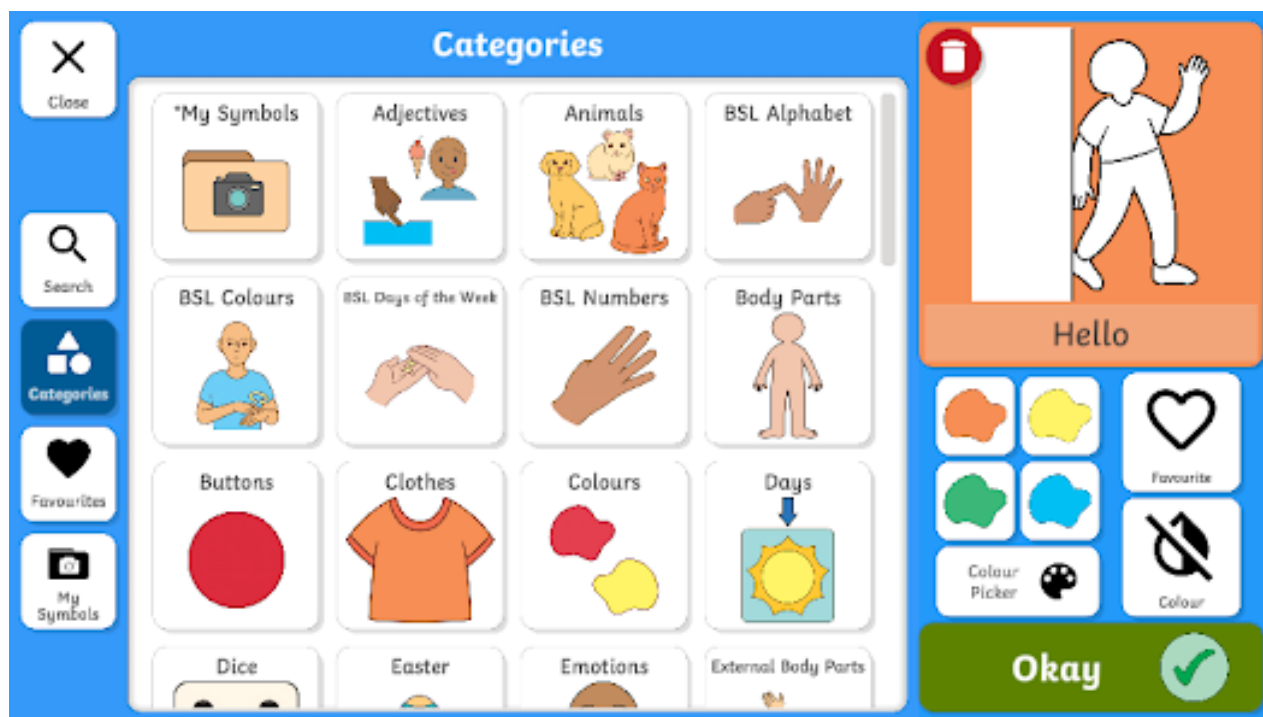 Categories
Close
*My Symbols
Adjectives
Animals
BSL Alphabet
Search
BSL Colours
BSL Days of the Week
BSL Numbers
Body Parts
Hello
Categories
Favourites
Buttons
Clothes
Colours
Days
Favourite
My
Symbols
Colour
Picker
Colour
Dice
Easter
Emotions
External Body Parts
Okay